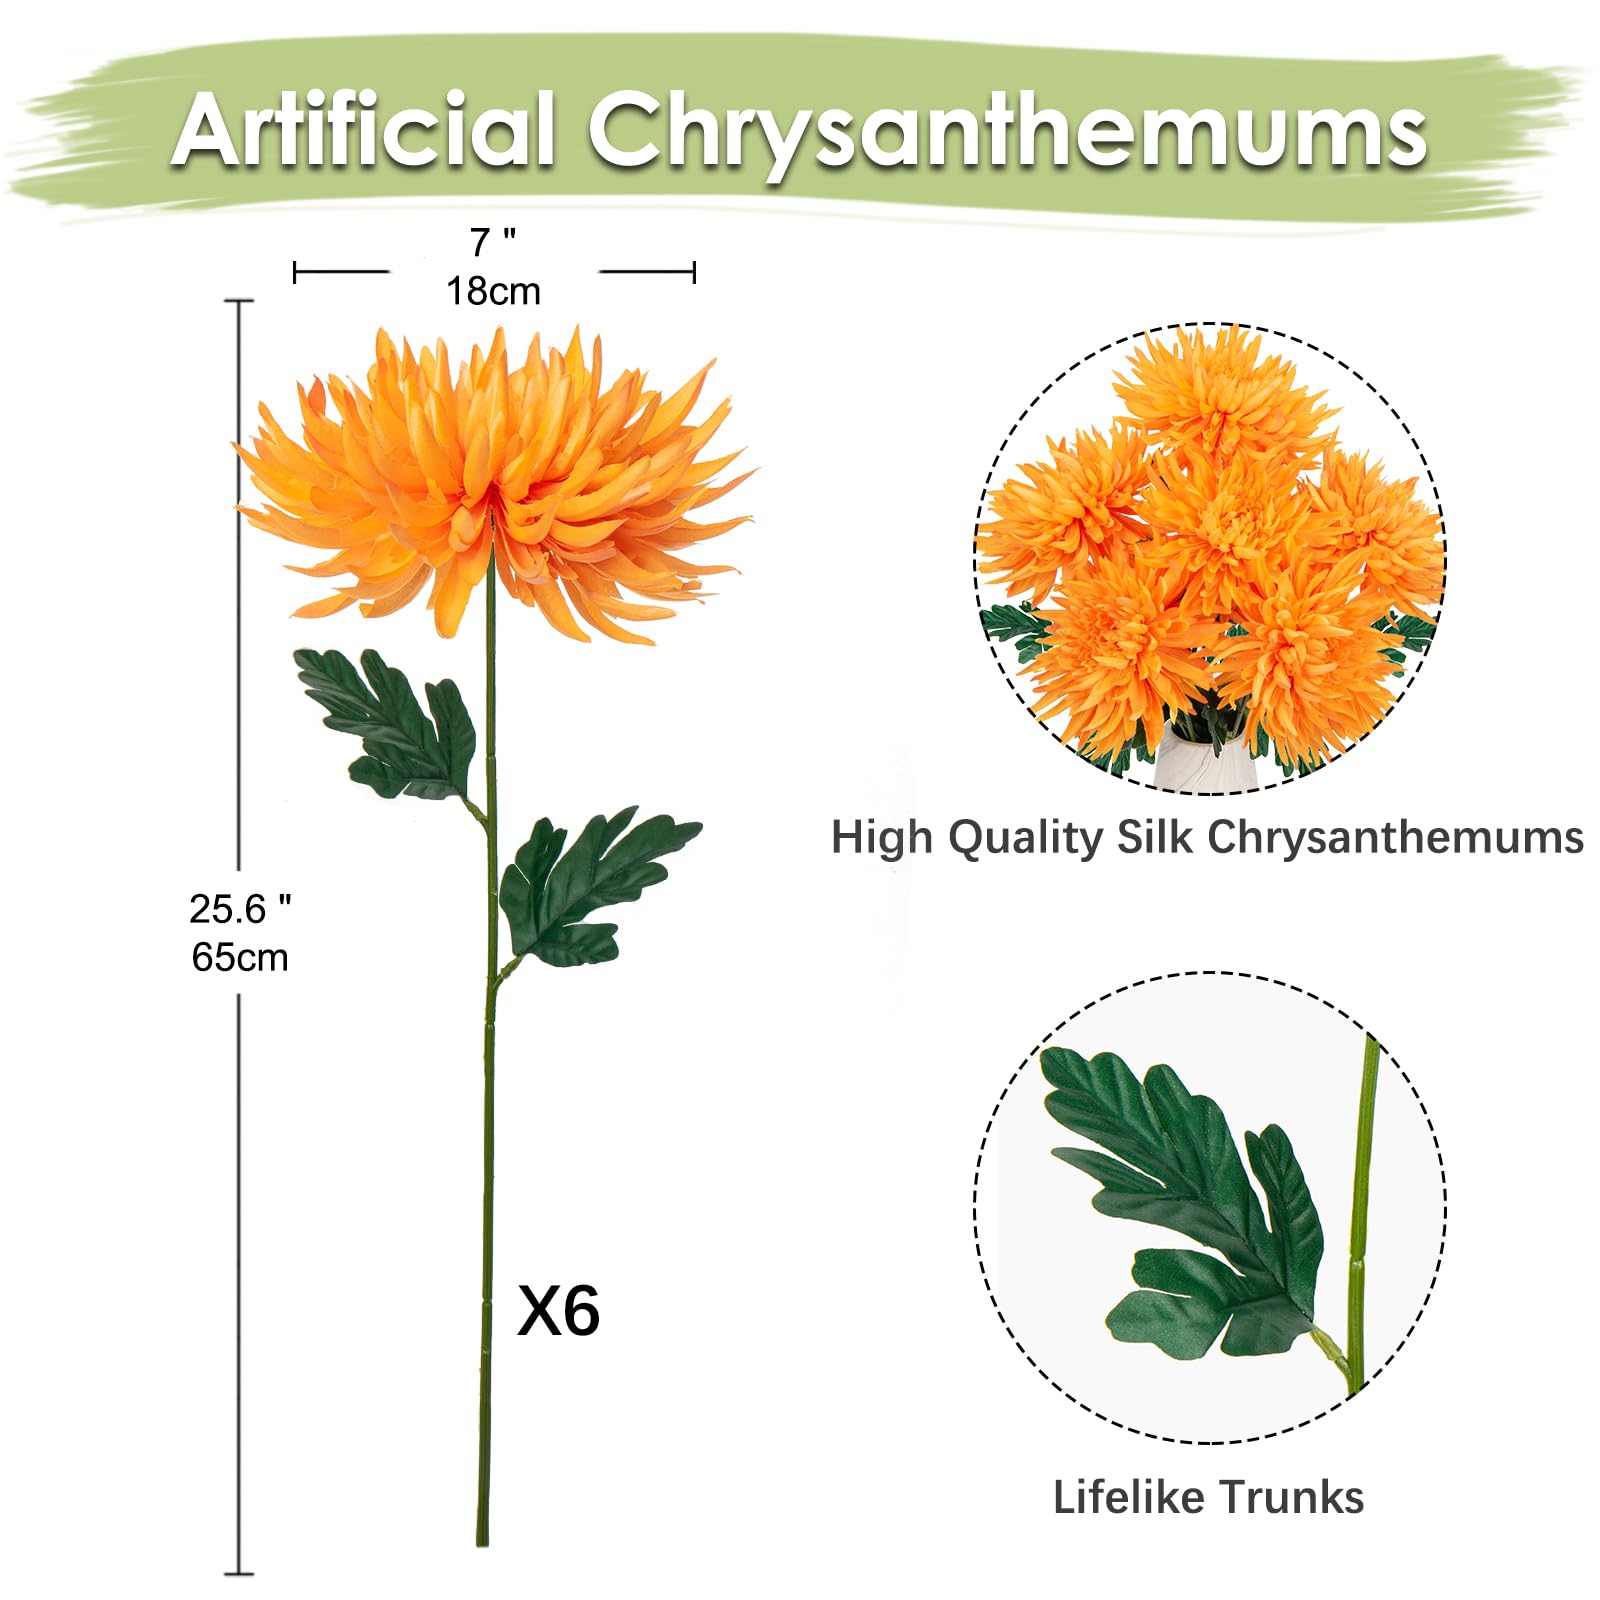 Artificial Chrysanthemums
7 "
18cm
25.6 "
65cm
X6
High Quality Silk Chrysanthemums
Lifelike Trunks